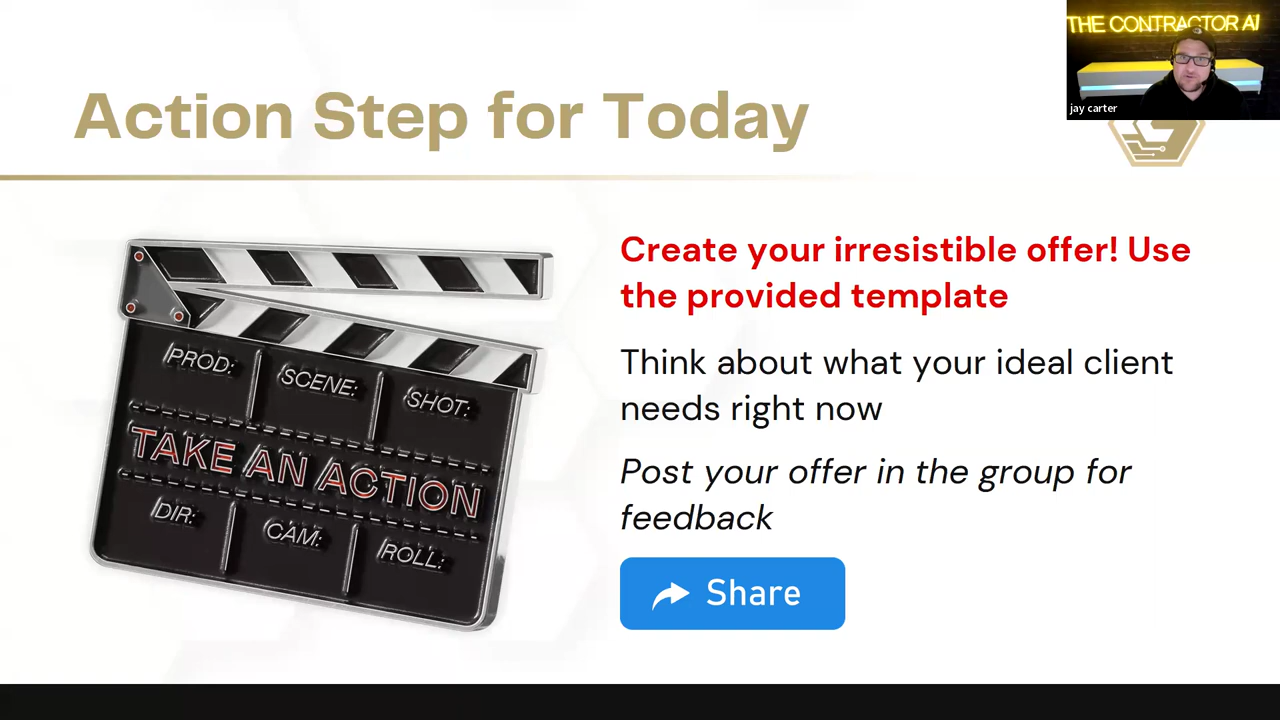 THE CONTRACTOR AI
jay carter
Action Step for Today
PROD:
SCENE:
SHOT:
TAKE AN ACTION
DIR:
CAM:
ROLL:
Create your irresistible offer! Use
the provided template
Think about what your ideal client
needs right now
Post your offer in the group for
feedback
Share